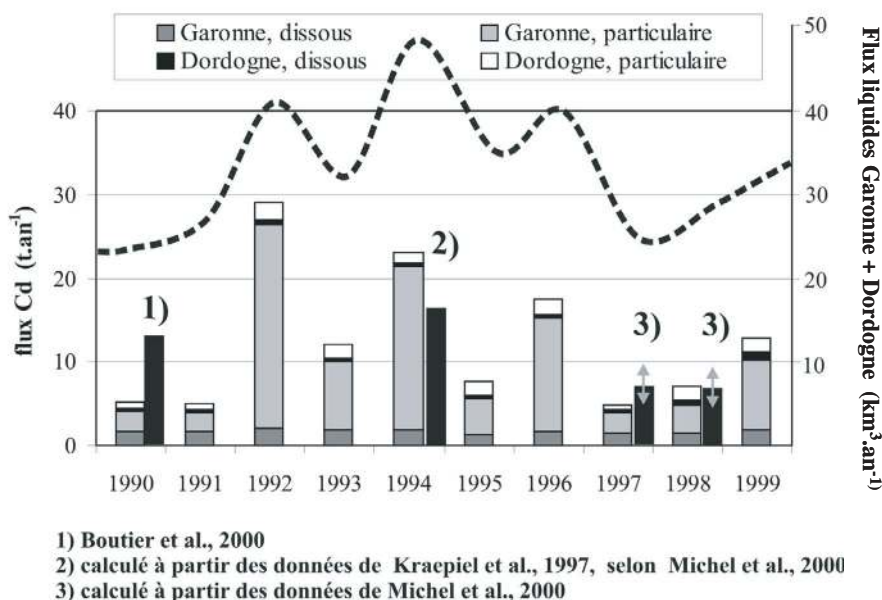 Garonne, dissous
Garonne, particulaire
Dordogne, dissous
Dordogne, particulaire
50
40
30
20
10
40
30
20
10
0
flux Cd (t.an-1)
Flux liquides Garonne + Dordogne (km3.an-1)
1)
2)
3)
3)
1990 1991 1992 1993 1994 1995 1996 1997 1998 1999
1) Boutier et al., 2000
2) calculé à partir des données de Kraepiel et al., 1997, selon Michel et al., 2000
3) calculé à partir des données de Michel et al., 2000